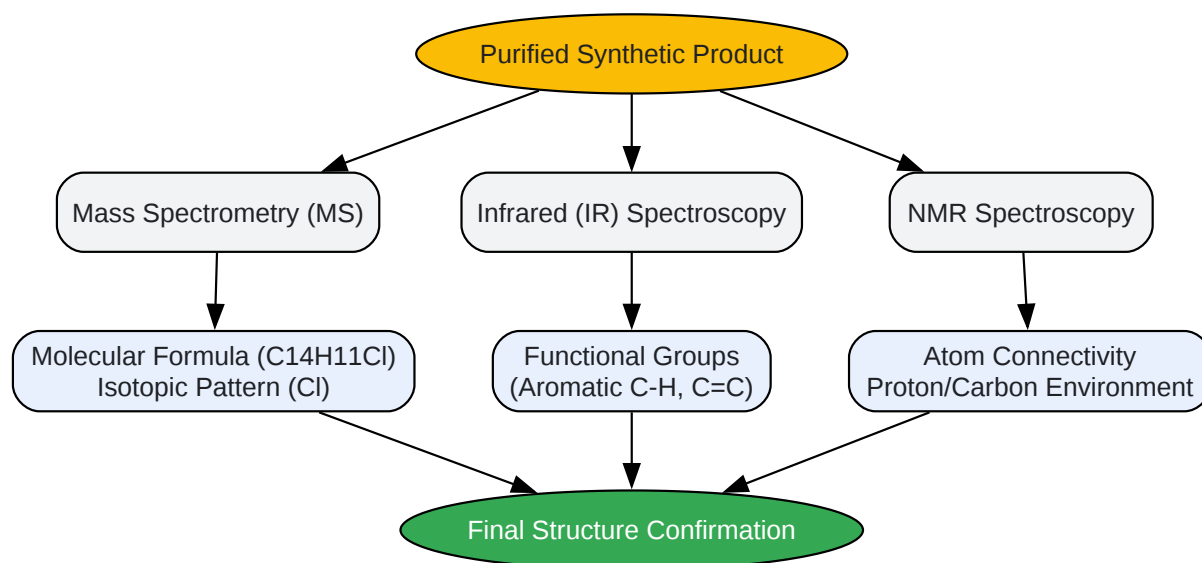 Purified Synthetic Product
Mass Spectrometry (MS)
Infrared (IR) Spectroscopy
NMR Spectroscopy
Molecular Formula (C14H11Cl)
Isotopic Pattern (Cl)
Functional Groups
(Aromatic C-H, C=C)
Atom Connectivity
Proton/Carbon Environment
Final Structure Confirmation